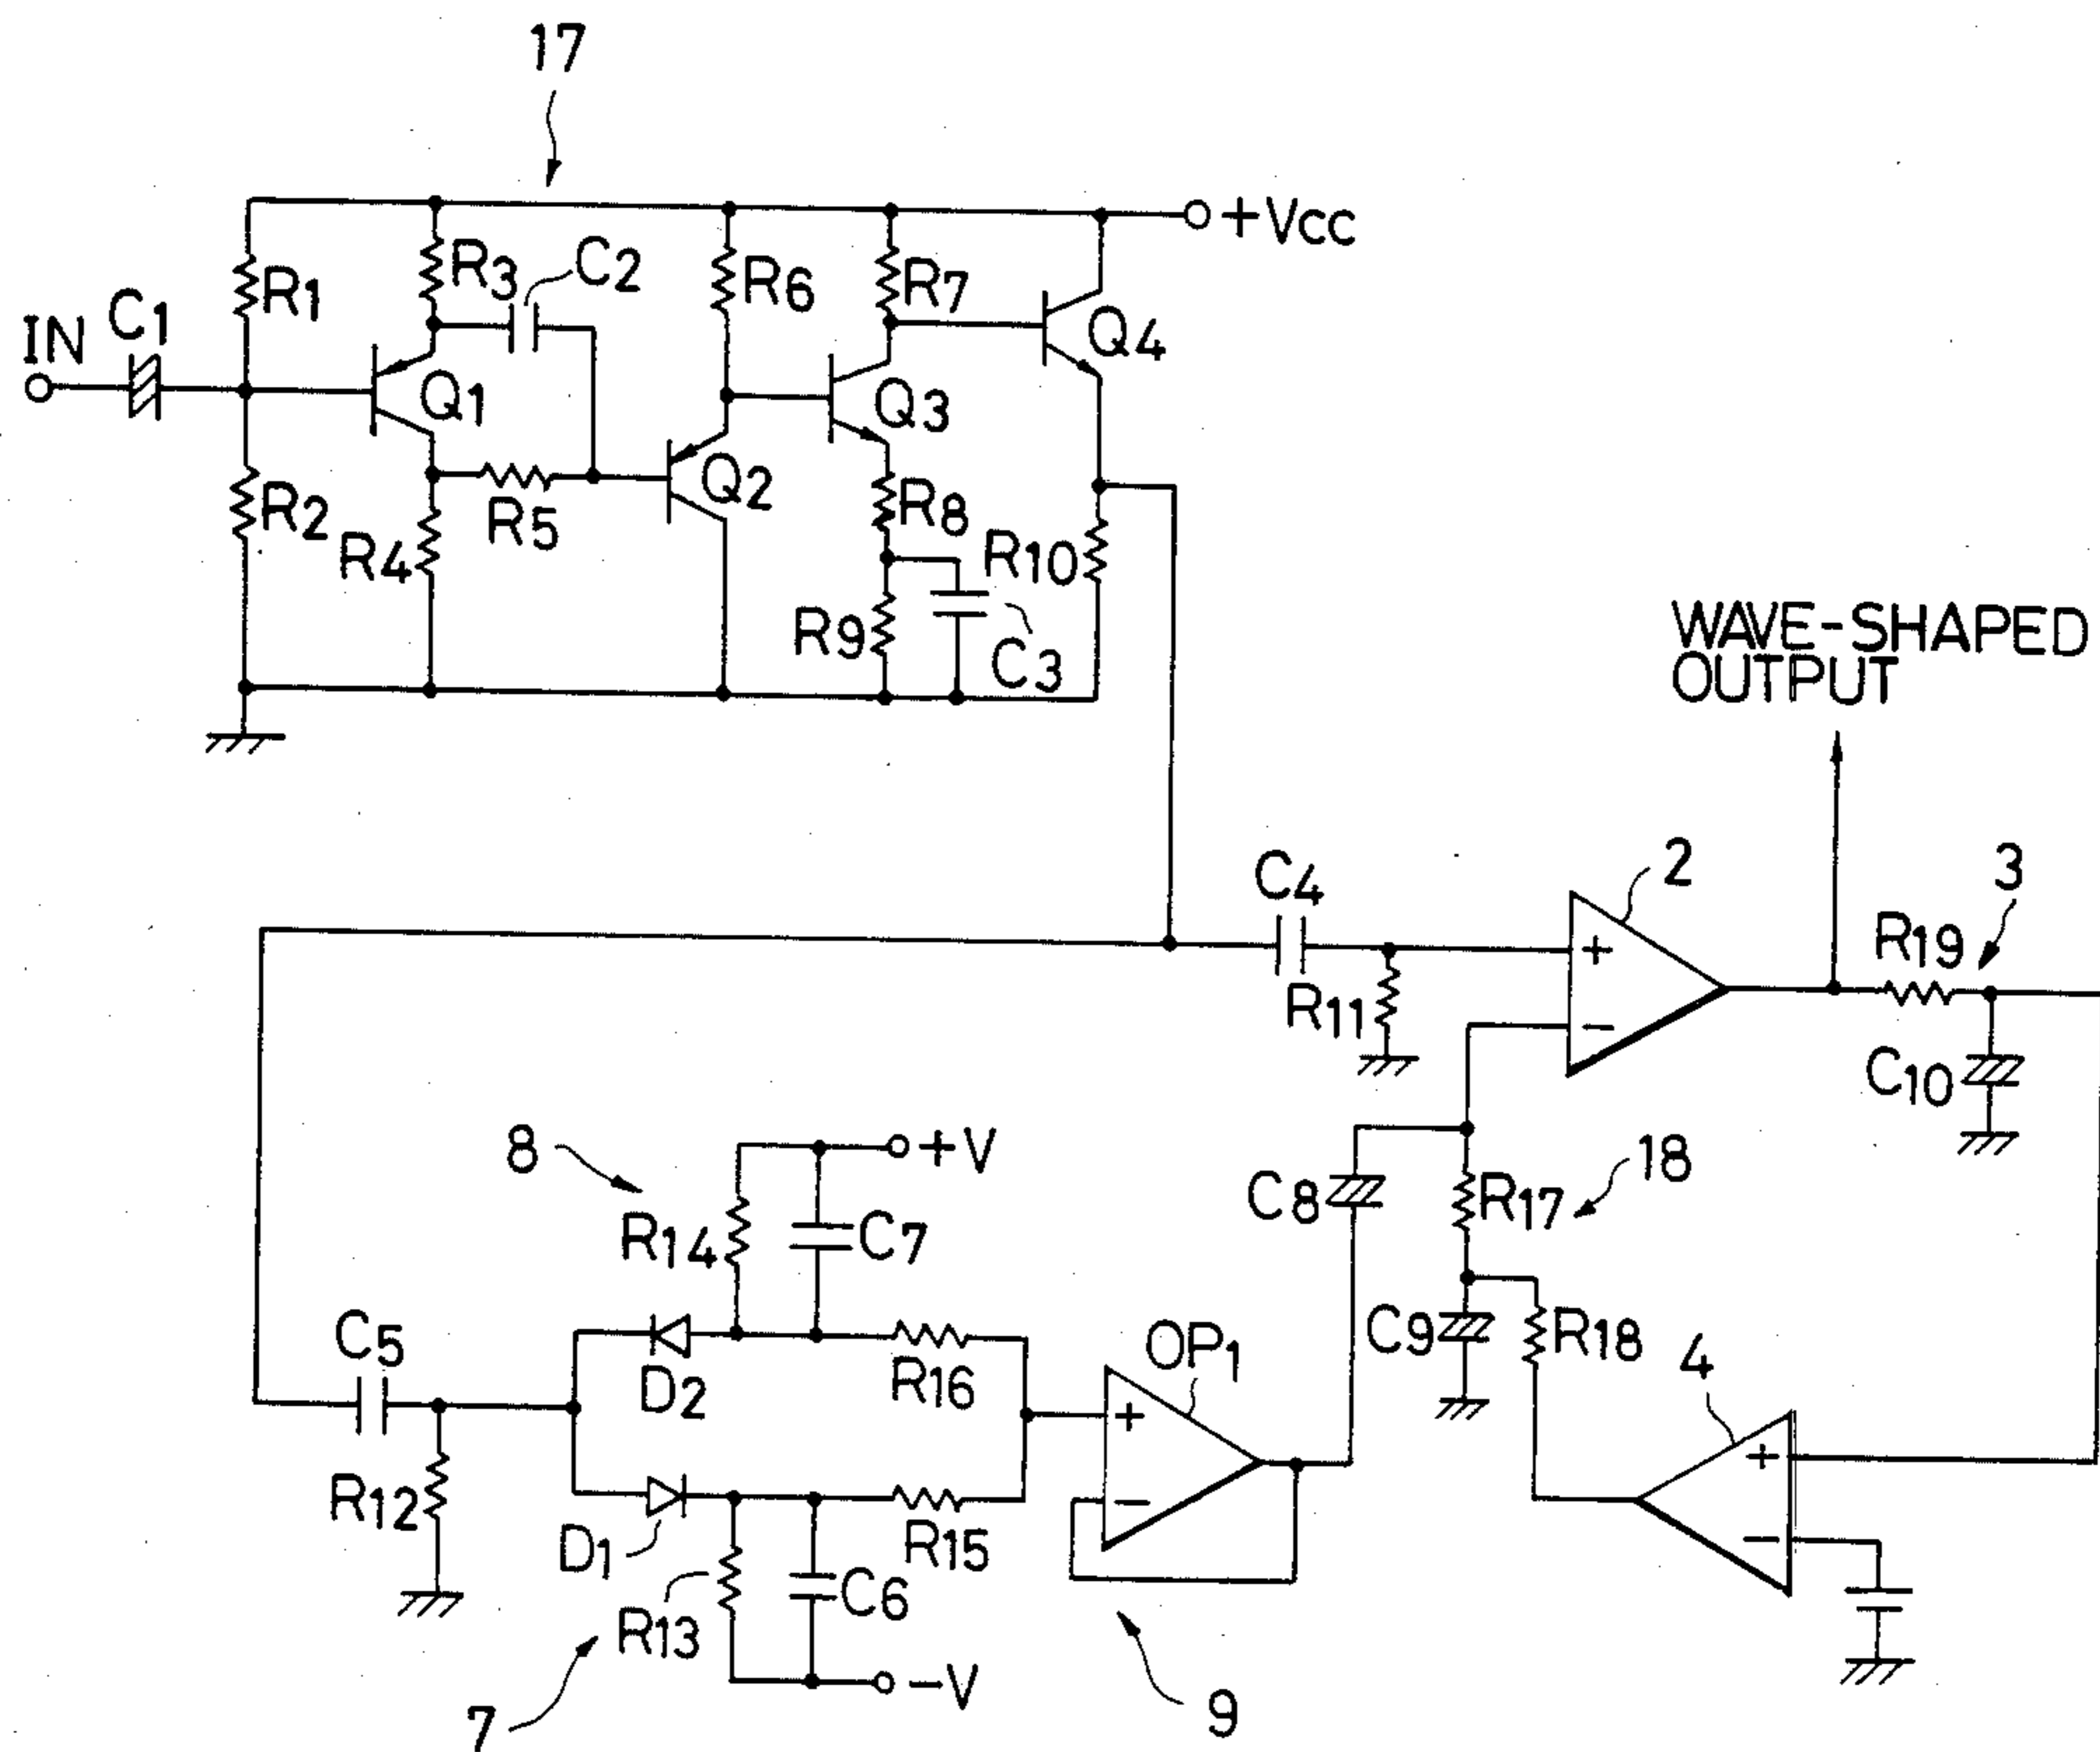 17
+Vcc
R1
R3
C2
R6
R7
IN
C1
Q1
Q3
Q4
R2
R4
R5
Q2
R8
R10
R9
C3
WAVE-SHAPED
OUTPUT
C4
2
3
R19
+
R11
-
C10
8
+V
18
C8
R17
R14
C7
C5
D2
R16
OP1
C9
R18
4
+
+
R12
D1
R15
-
-
R13
C6
-V
7
9